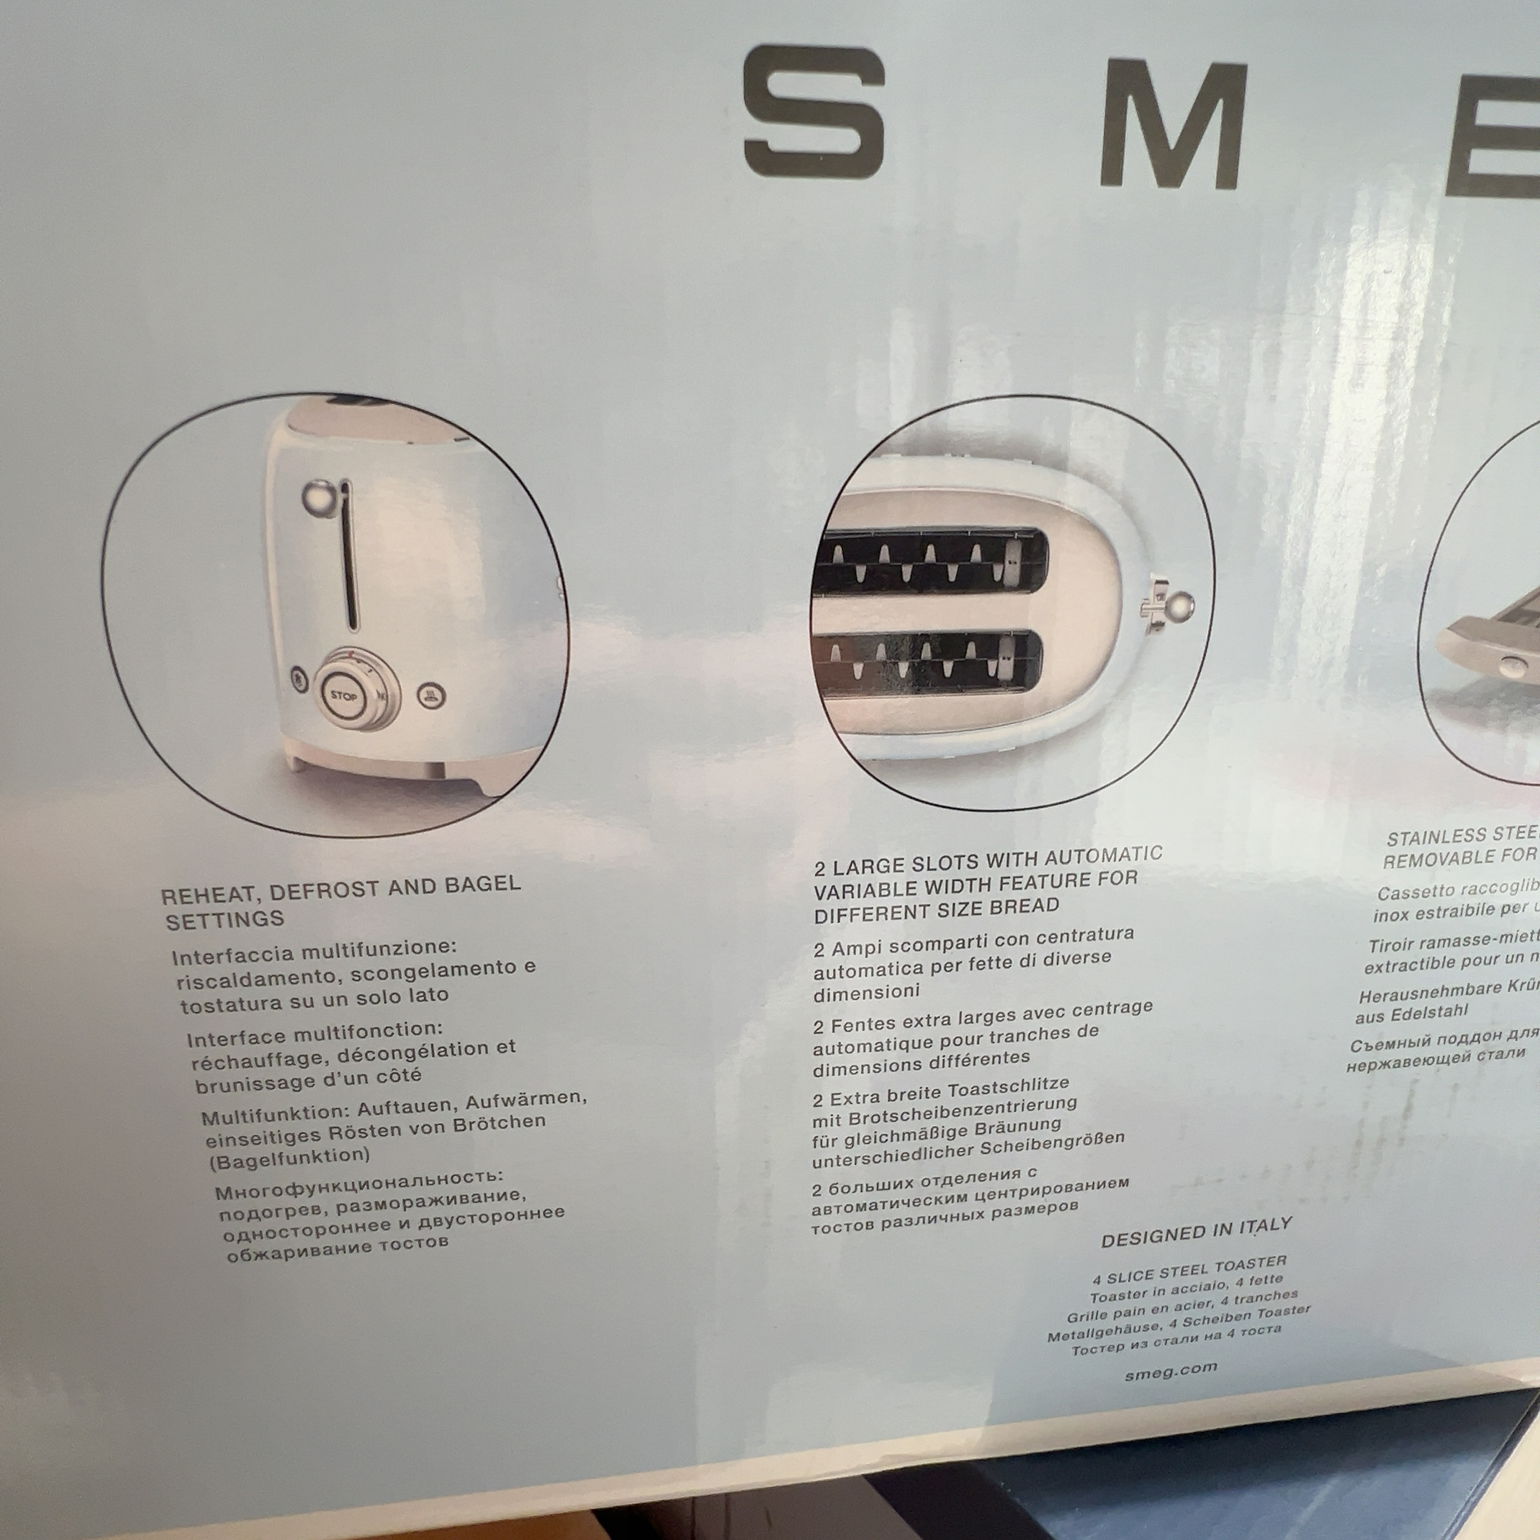 S M E
STOP
REHEAT, DEFROST AND BAGEL
SETTINGS
Interfaccia multifunzione:
riscaldamento, scongelamento e
tostatura su un solo lato
Interface multifonction:
réchauffage, décongélation et
brunissage d'un côté
Multifunktion: Auftauen, Aufwärmen,
einseitiges Rösten von Brötchen
(Bagelfunktion)
Многофункциональность:
подогрев, размораживание,
одностороннее и двустороннее
обжаривание тостов
2 LARGE SLOTS WITH AUTOMATIC
VARIABLE WIDTH FEATURE FOR
DIFFERENT SIZE BREAD
2 Ampi scomparti con centratura
automatica per fette di diverse
dimensioni
2 Fentes extra larges avec centrage
automatique pour tranches de
dimensions différentes
2 Extra breite Toastschlitze
mit Brotscheibenzentrierung
für gleichmäßige Bräunung
unterschiedlicher Scheibengrößen
2 больших отделения с
автоматическим центрированием
тостов различных размеров
STAINLESS STEE
REMOVABLE FOR
Cassetto raccoglib
inox estraibile per
Tiroir ramasse-miett
extractible pour un n
Herausnehmbare Krü
aus Edelstahl
Съемный поддон для
нержавеющей стали
DESIGNED IN ITALY
4 SLICE STEEL TOASTER
Toaster in acciaio, 4 fette
Grille pain en acier, 4 tranches
Metallgehäuse, 4 Scheiben Toaster
Тостер из стали на 4 тоста
smeg.com